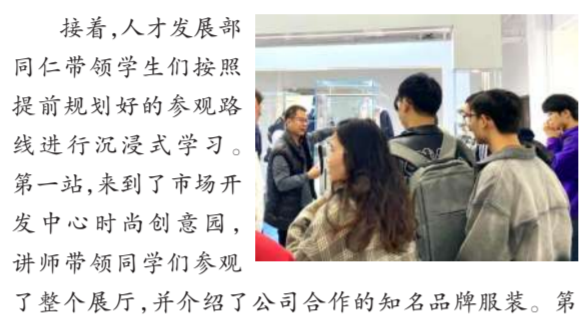 接着,人才发展部
同仁带领学生们按照
提前规划好的参观路
线进行沉浸式学习。
第一站,来到了市场开
发中心时尚创意园,
讲师带领同学们参观
了整个展厅,并介绍了公司合作的知名品牌服装。第